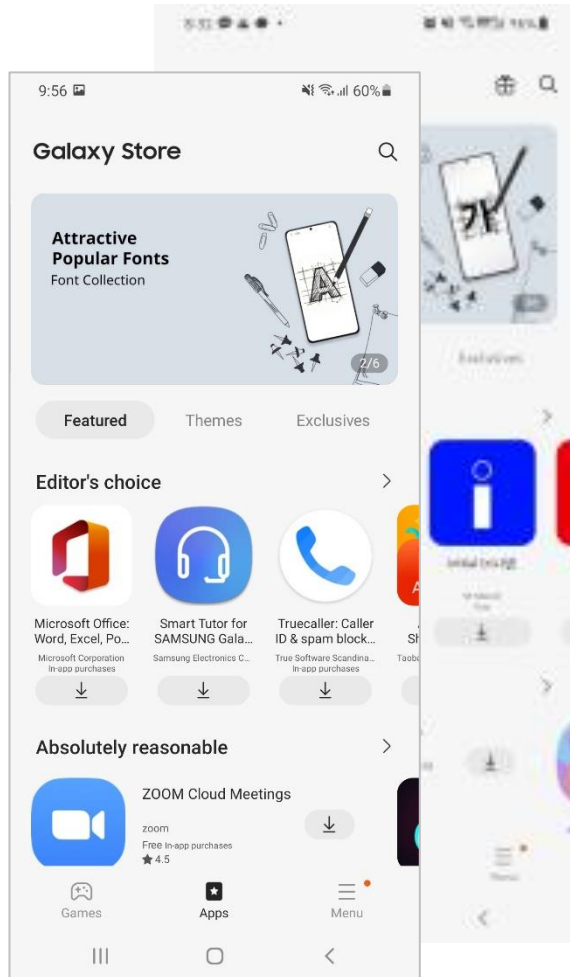 9:56
60%
Galaxy Store
Attractive
Popular Fonts
Font Collection
A
2/6
Featured
Themes
Exclusives
Editor's choice
Microsoft Office:
Word, Excel, Po...
Microsoft Corporation
In-app purchases
Smart Tutor for
SAMSUNG Gala...
Samsung Electronics C...
Truecaller: Caller
ID & spam block...
True Software Scandina...
In-app purchases
Absolutely reasonable
ZOOM Cloud Meetings
zoom
Free In-app purchases
4.5
Games
Apps
Menu
8:32
가
Exclusives
Menu